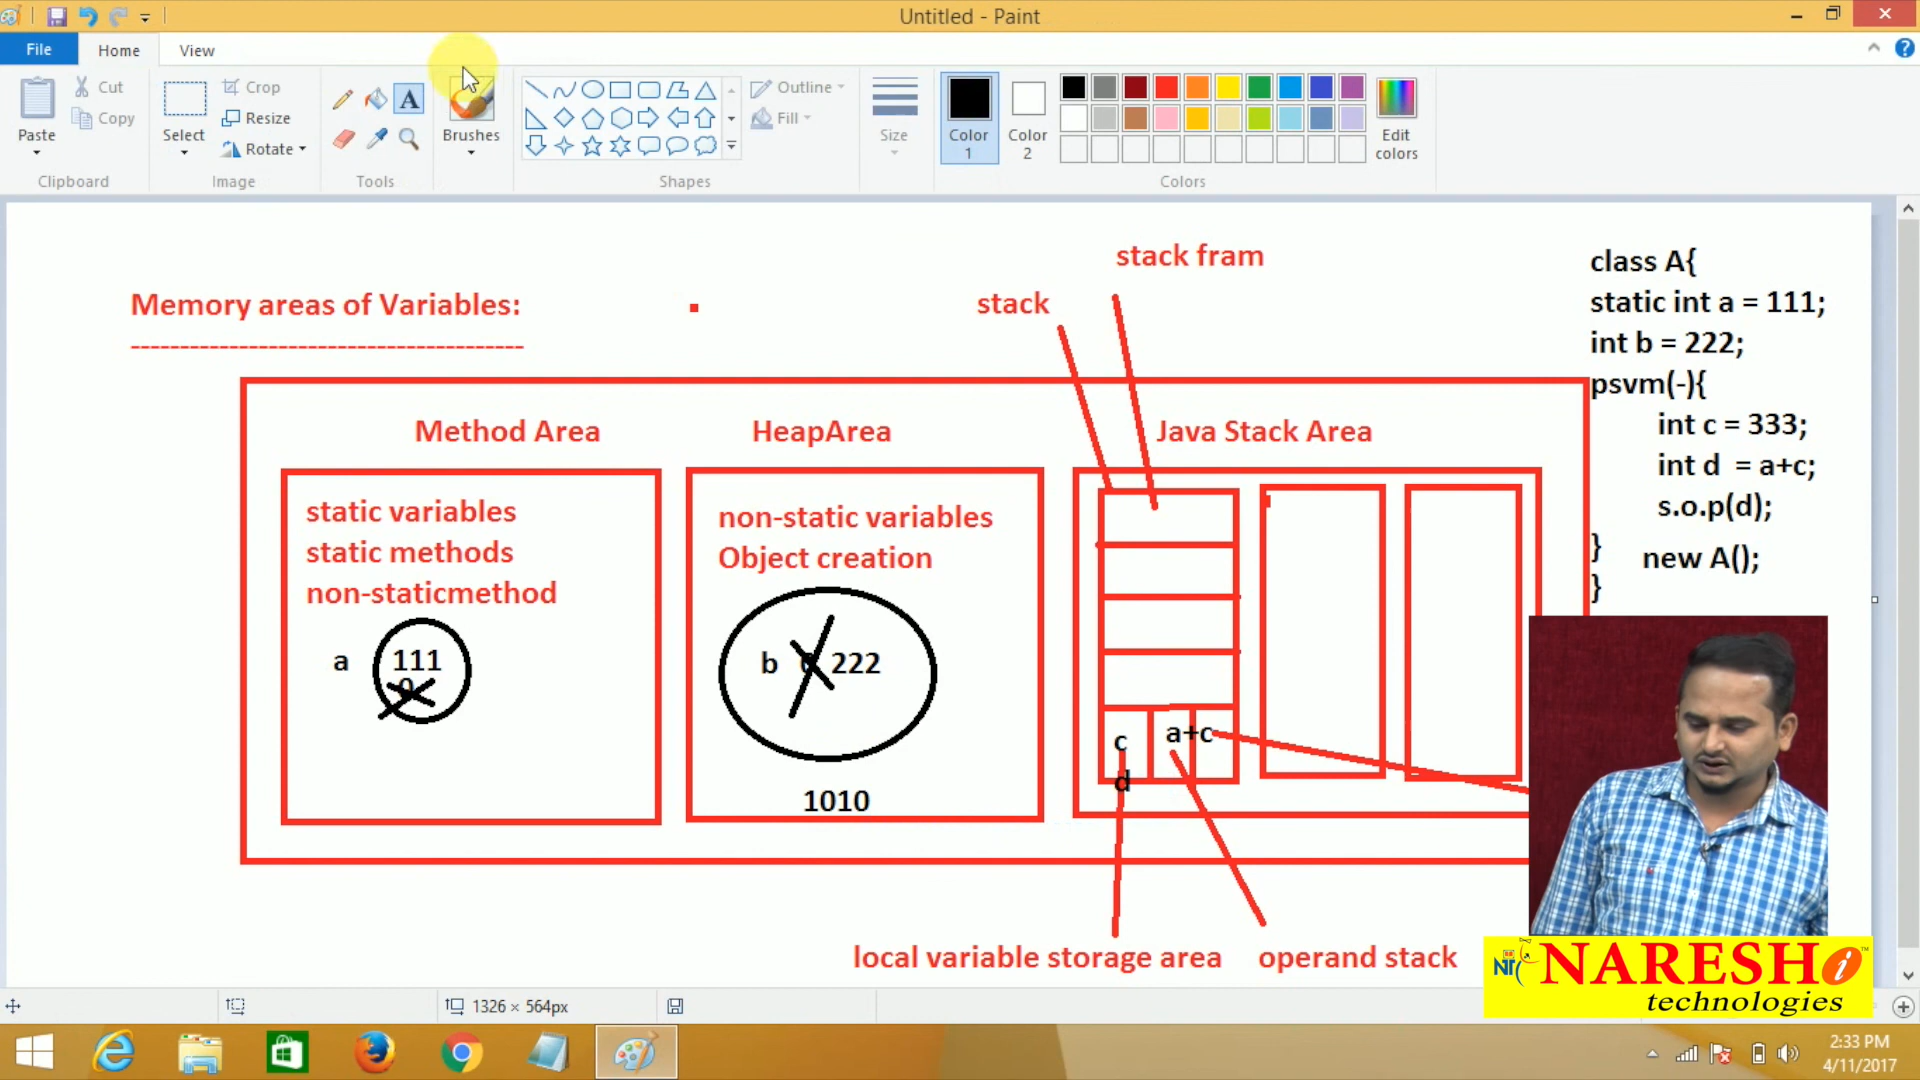 Untitled - Paint
File
Home
View
Paste
Cut
Copy
Clipboard
Select
Crop
Resize
Rotate
Image
A
Tools
Brushes
Shapes
Outline
Fill
Size
Color 1
Color 2
Edit colors
Colors
Memory areas of Variables:
---------------------------------------
stack fram
stack
Method Area
HeapArea
Java Stack Area
static variables
static methods
non-staticmethod
a
111
0
non-static variables
Object creation
b 0 222
1010
c
d
a+c
local variable storage area
operand stack
class A{
static int a = 111;
int b = 222;
psvm(-){
int c = 333;
int d = a+c;
s.o.p(d);
}
new A();
}
NT
NARESH i
technologies
1326 × 564px
2:33 PM
4/11/2017